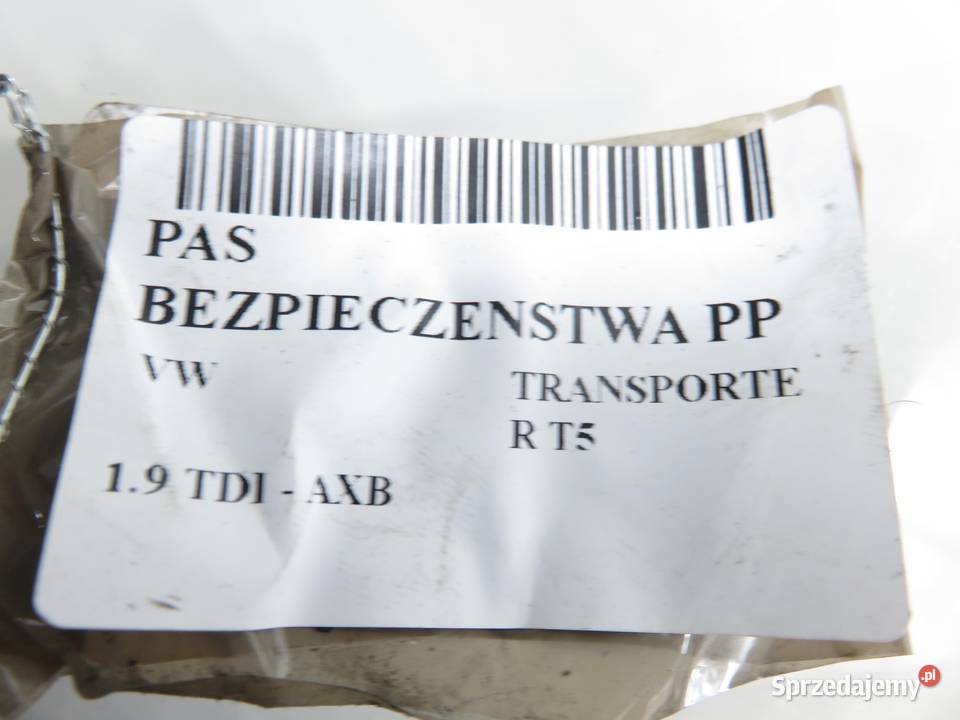 PAS
BEZPIECZENSTWA PP
VW
TRANSPORTE
R T5
1.9 TDI - AXB
Sprzedajemy.pl